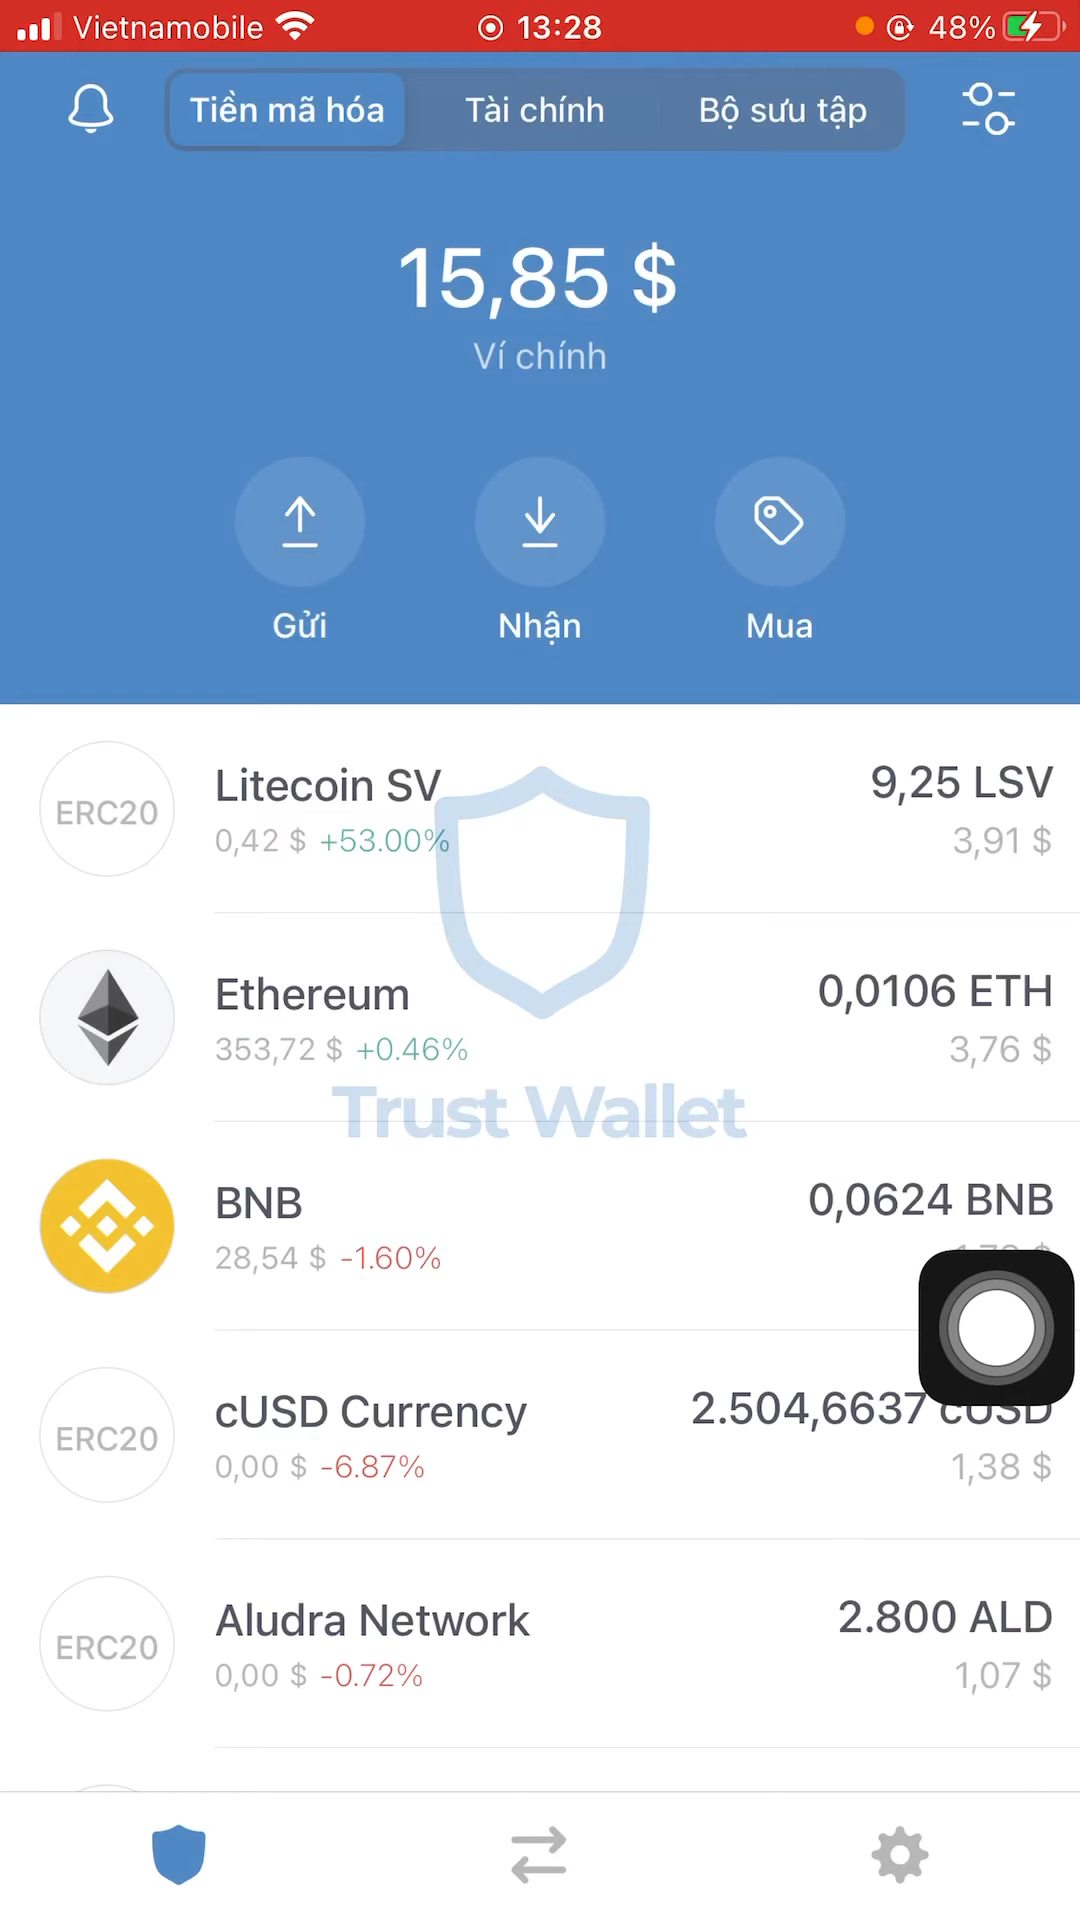 Vietnamobile 13:28 48%
Tiền mã hóa Tài chính Bộ sưu tập
15,85 $
Ví chính
Gửi Nhận Mua
ERC20
Litecoin SV 9,25 LSV
0,42 $ +53.00% 3,91 $
Ethereum 0,0106 ETH
353,72 $ +0.46% 3,76 $
Trust Wallet
BNB 0,0624 BNB
28,54 $ -1.60%
ERC20
cUSD Currency 2.504,6637 cUSD
0,00 $ -6.87% 1,38 $
ERC20
Aludra Network 2.800 ALD
0,00 $ -0.72% 1,07 $